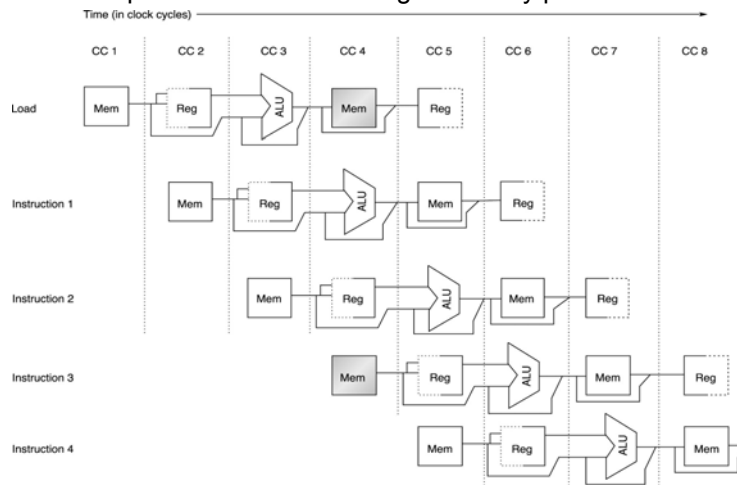 Time (in clock cycles)
CC 1 CC 2 CC 3 CC 4 CC 5 CC 6 CC 7 CC 8
Load Mem Reg ALU Mem Reg
Instruction 1 Mem Reg ALU Mem Reg
Instruction 2 Mem Reg ALU Mem Reg
Instruction 3 Mem Reg ALU Mem Reg
Instruction 4 Mem Reg ALU Mem